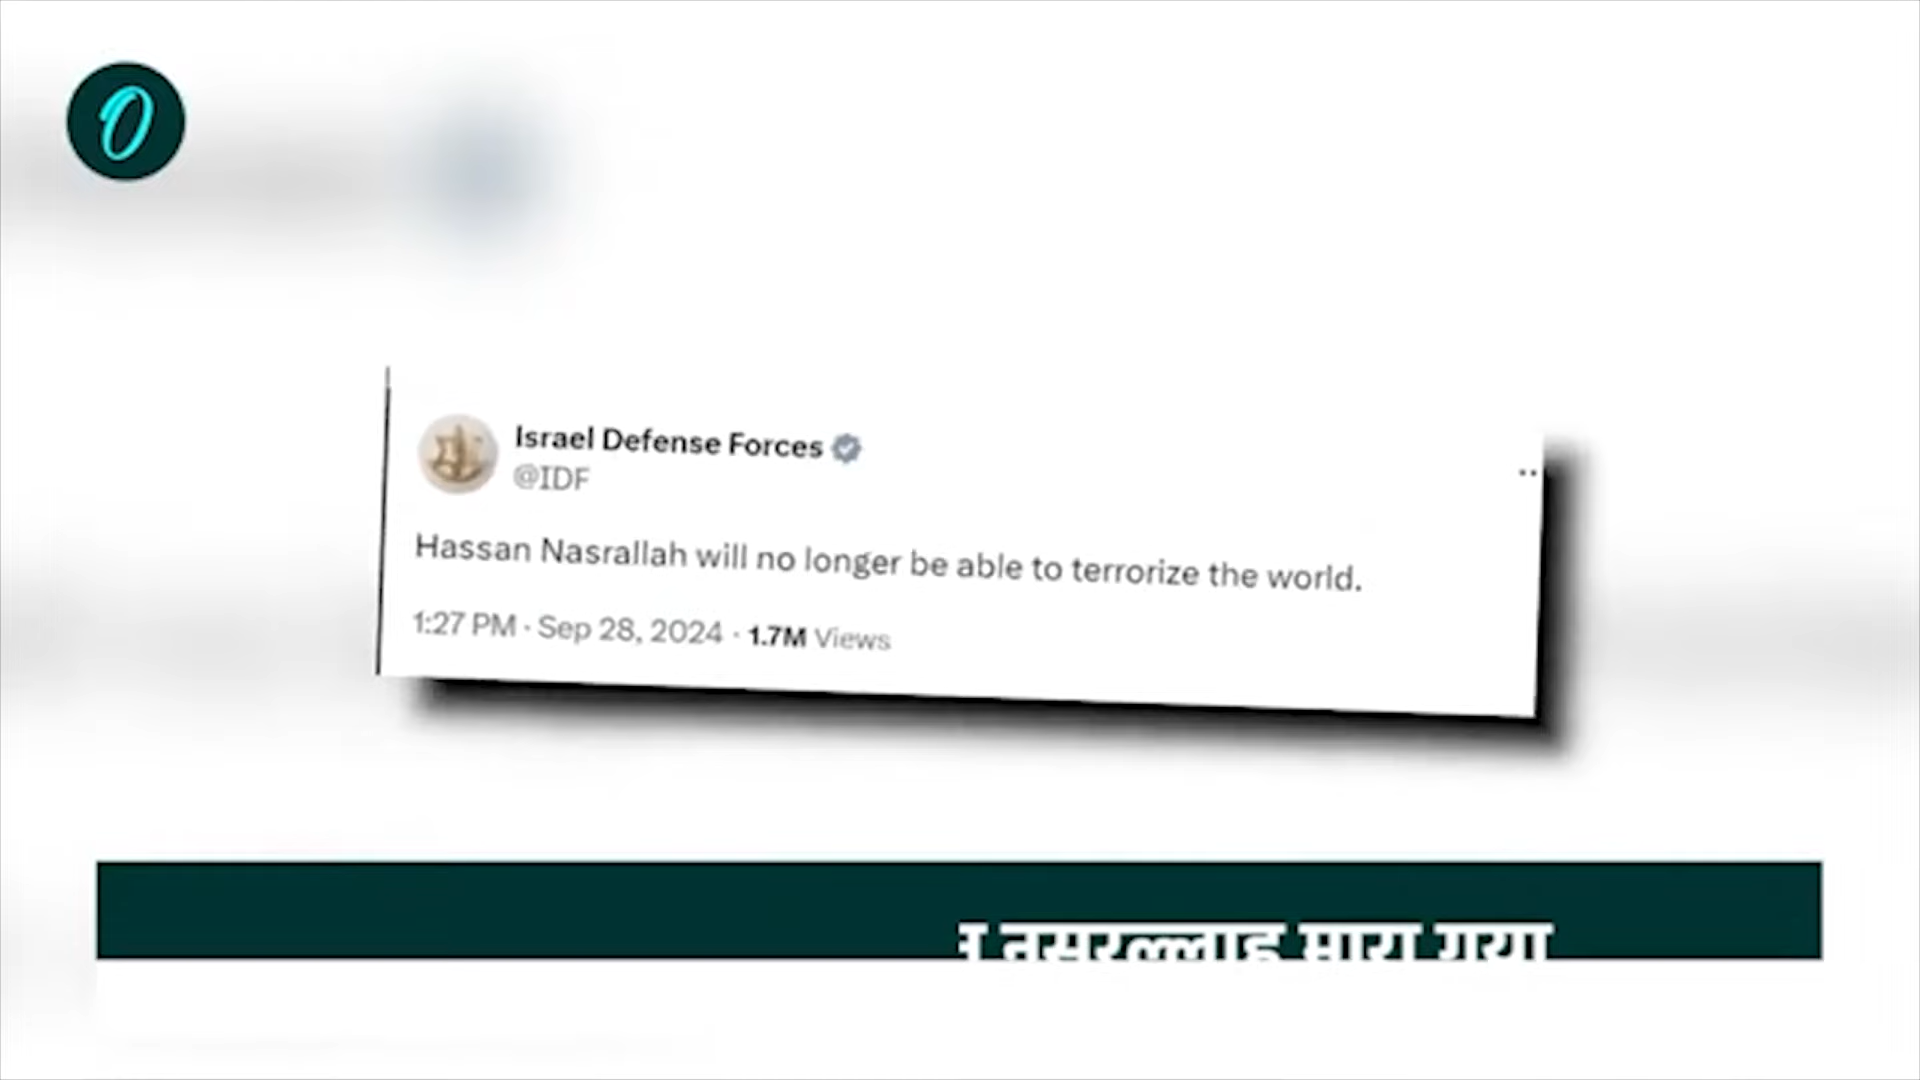 O
Israel Defense Forces
@IDF
Hassan Nasrallah will no longer be able to terrorize the world.
1:27 PM · Sep 28, 2024 · 1.7M Views
नसरल्लाह मारा गया